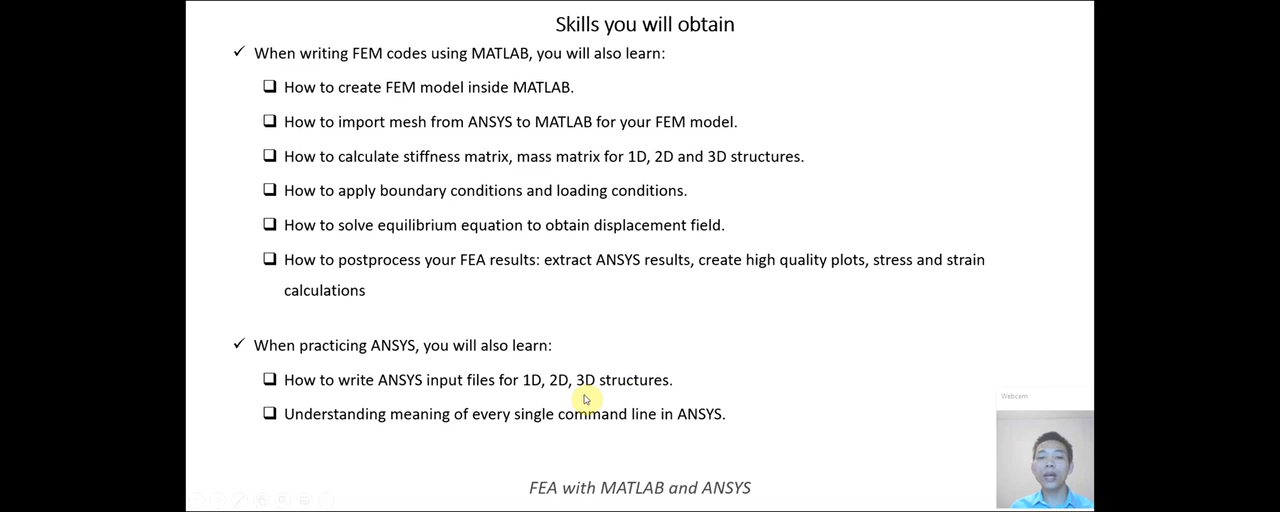 Skills you will obtain
When writing FEM codes using MATLAB, you will also learn:
How to create FEM model inside MATLAB.
How to import mesh from ANSYS to MATLAB for your FEM model.
How to calculate stiffness matrix, mass matrix for 1D, 2D and 3D structures.
How to apply boundary conditions and loading conditions.
How to solve equilibrium equation to obtain displacement field.
How to postprocess your FEA results: extract ANSYS results, create high quality plots, stress and strain
calculations
When practicing ANSYS, you will also learn:
How to write ANSYS input files for 1D, 2D, 3D structures.
Understanding meaning of every single command line in ANSYS.
Webcam
FEA with MATLAB and ANSYS